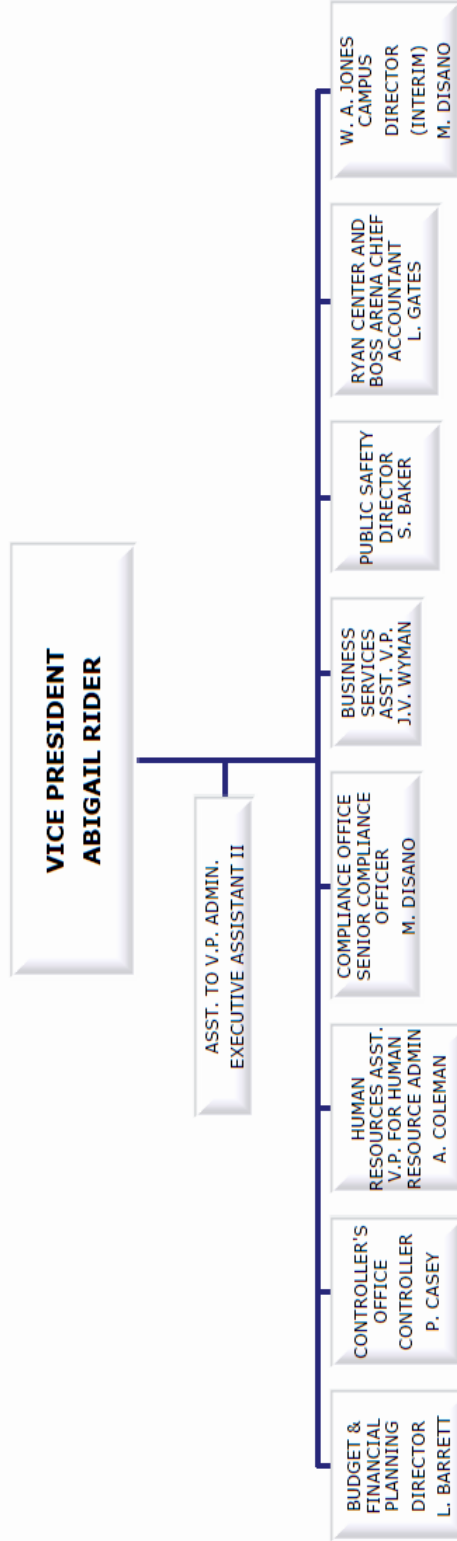 VICE PRESIDENT
ABIGAIL RIDER
ASST. TO V.P. ADMIN.
EXECUTIVE ASSISTANT II
BUDGET &
FINANCIAL
PLANNING
DIRECTOR
L. BARRETT
CONTROLLER'S
OFFICE
CONTROLLER
P. CASEY
HUMAN
RESOURCES ASST.
V.P. FOR HUMAN
RESOURCE ADMIN
A. COLEMAN
COMPLIANCE OFFICE
SENIOR COMPLIANCE
OFFICER
M. DISANO
BUSINESS
SERVICES
ASST. V.P.
J.V. WYMAN
PUBLIC SAFETY
DIRECTOR
S. BAKER
RYAN CENTER AND
BOSS ARENA CHIEF
ACCOUNTANT
L. GATES
W. A. JONES
CAMPUS
DIRECTOR
(INTERIM)
M. DISANO